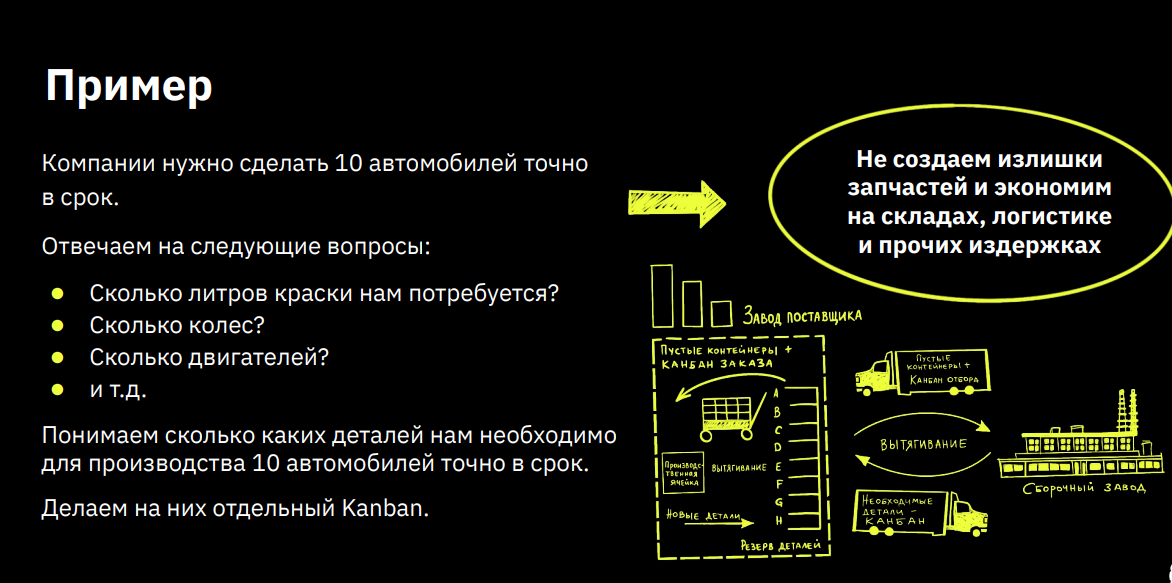 Пример
Компании нужно сделать 10 автомобилей точно
в срок.
Отвечаем на следующие вопросы:
Сколько литров краски нам потребуется?
Сколько колес?
Сколько двигателей?
и т.д.
Понимаем сколько каких деталей нам необходимо
для производства 10 автомобилей точно в срок.
Делаем на них отдельный Kanban.
Не создаем излишки
запчастей и экономим
на складах, логистике
и прочих издержках
Завод поставщика
Пустые контейнеры +
канбан заказа
A
B
C
D
E
F
G
H
Производс-
твенная
ячейка
вытягивание
Новые детали
Резерв деталей
Пустые
контейнеры +
Канбан отбора
Вытягивание
Необходимые
детали –
канбан
Сборочный завод